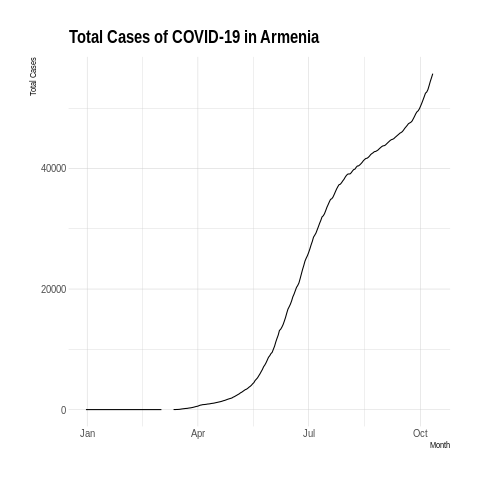 Total Cases of COVID-19 in Armenia
Total Cases
40000
20000
0
Jan Apr Jul Oct
Month